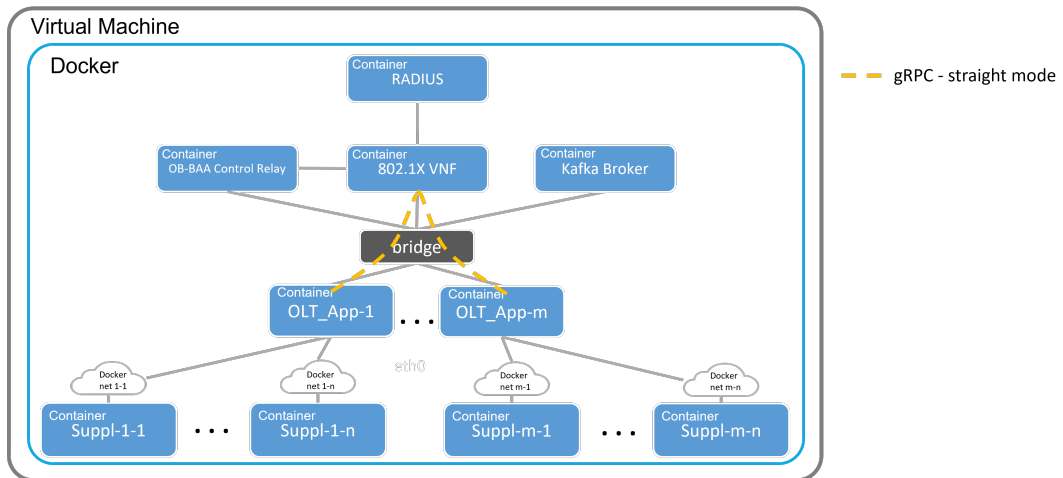 Virtual Machine
Docker
Container
RADIUS
gRPC - straight mode
Container
OB-BAA Control Relay
Container
802.1X VNF
Container
Kafka Broker
bridge
Container
OLT_App-1
...
Container
OLT_App-m
eth0
Docker
net 1-1
Docker
net 1-n
Docker
net m-1
Docker
net m-n
Container
Suppl-1-1
...
Container
Suppl-1-n
Container
Suppl-m-1
...
Container
Suppl-m-n